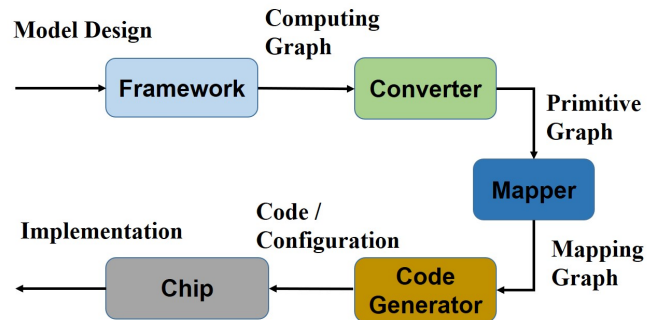 Model Design
Computing
Graph
Framework
Converter
Primitive
Graph
Mapper
Mapping
Graph
Code
Generator
Code /
Configuration
Chip
Implementation